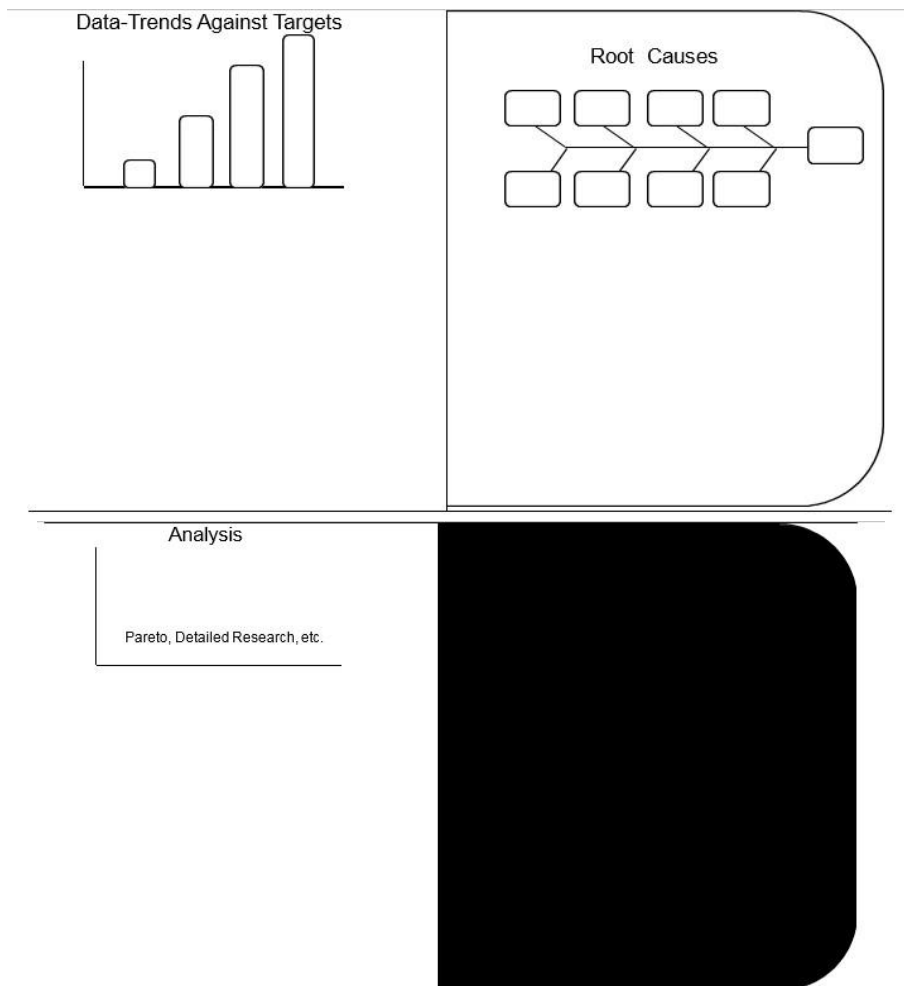 Data-Trends Against Targets
Root Causes
Analysis
Pareto, Detailed Research, etc.